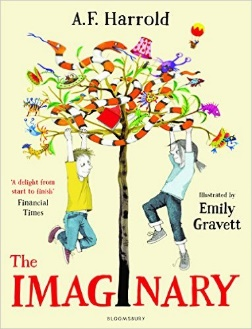 A.F. Harrold
'A delight from
start to finish'
Financial
Times
Illustrated by
Emily
Gravett
The
IMAGINARY
BLOOMSBURY